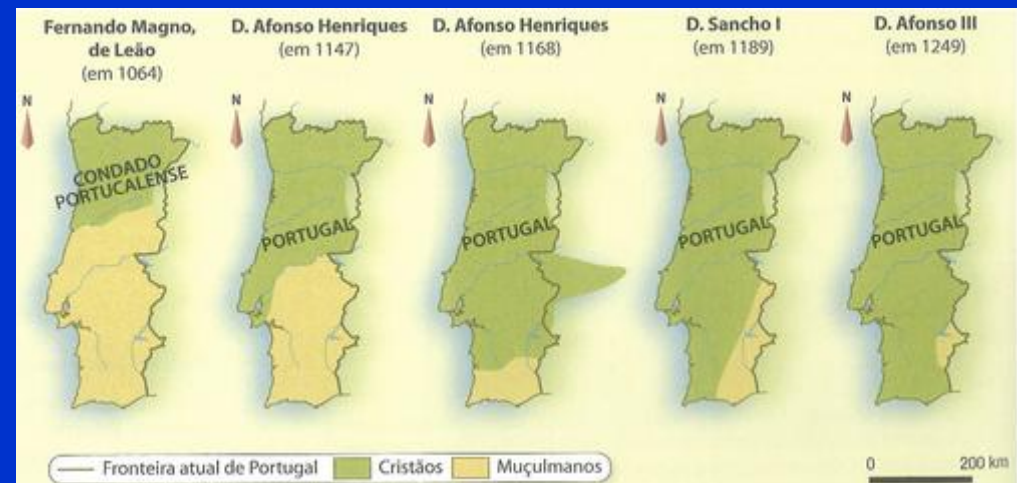 Fernando Magno,
de Leão
(em 1064)
D. Afonso Henriques
(em 1147)
D. Afonso Henriques
(em 1168)
D. Sancho I
(em 1189)
D. Afonso III
(em 1249)
N
N
N
N
N
CONDADO
PORTUCALENSE
PORTUGAL
PORTUGAL
PORTUGAL
PORTUGAL
Fronteira atual de Portugal
Cristãos
Muçulmanos
0 200 km